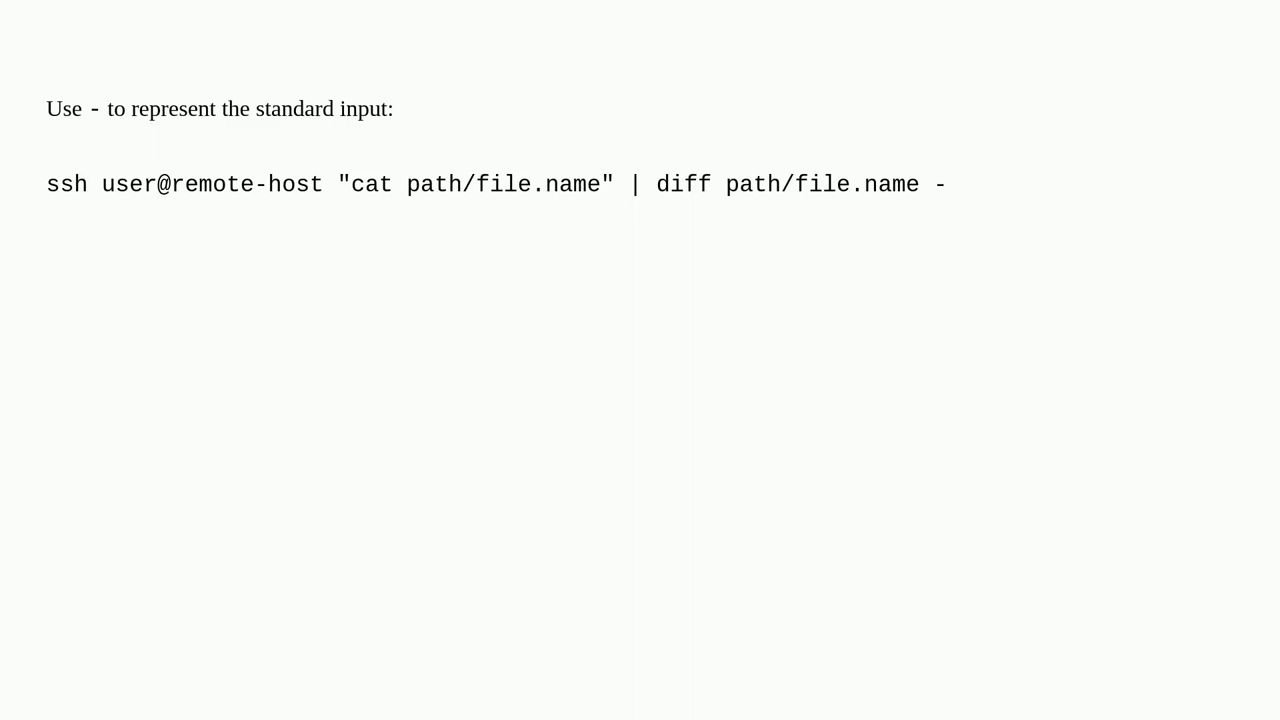 Use - to represent the standard input:
ssh user@remote-host "cat path/file.name" | diff path/file.name -